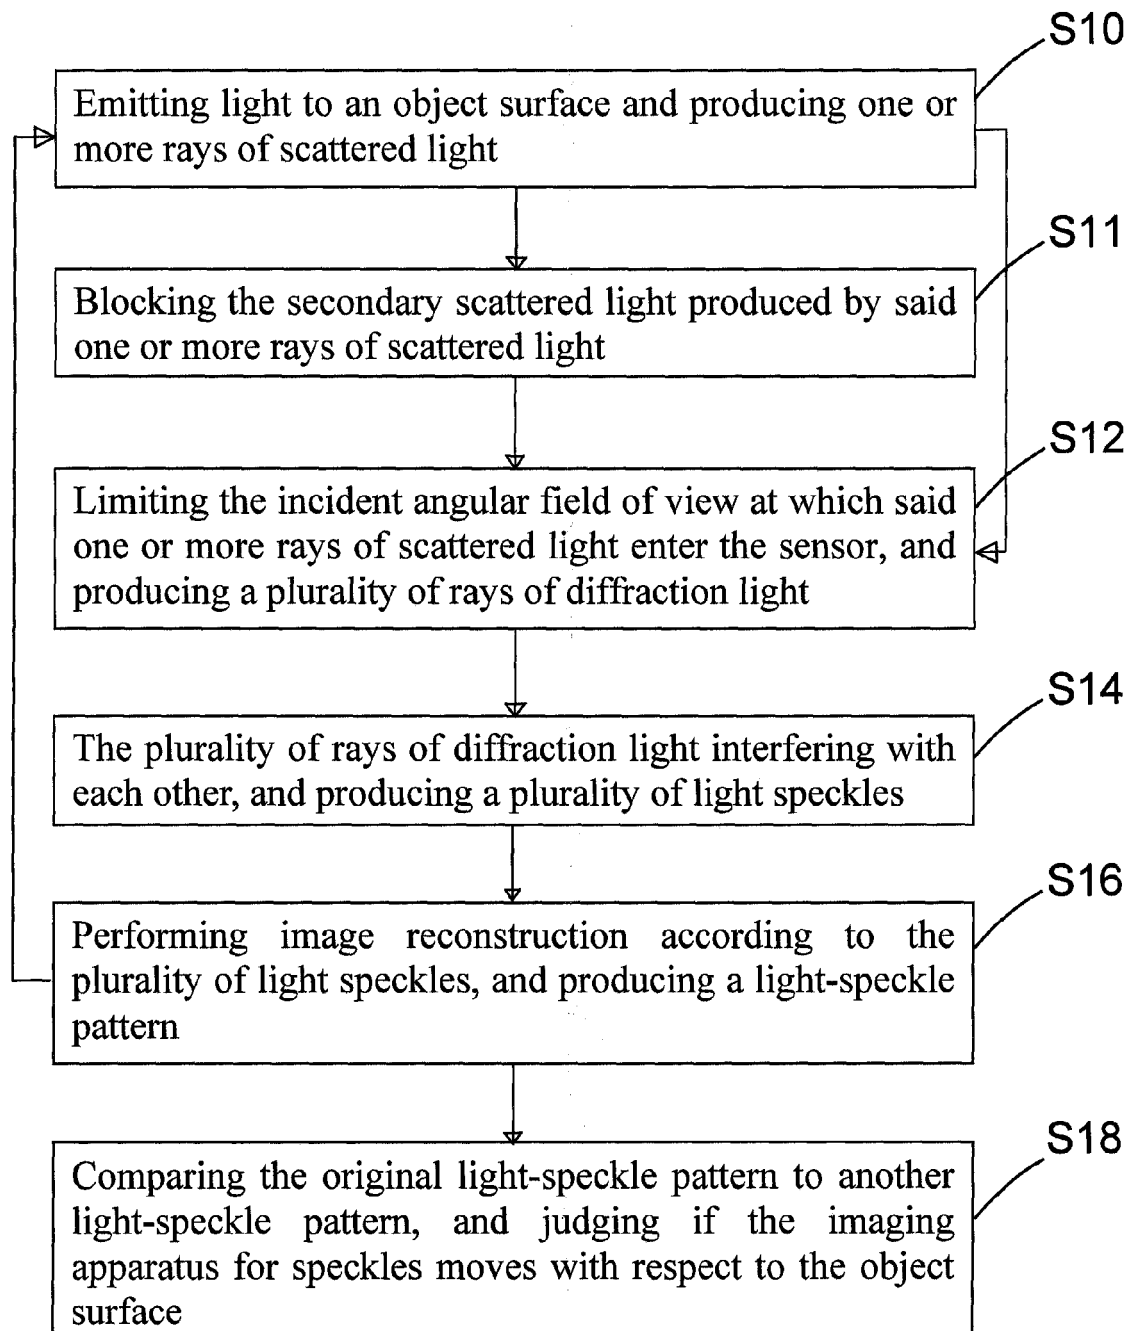 S10
Emitting light to an object surface and producing one or
more rays of scattered light
S11
Blocking the secondary scattered light produced by said
one or more rays of scattered light
S12
Limiting the incident angular field of view at which said
one or more rays of scattered light enter the sensor, and
producing a plurality of rays of diffraction light
S14
The plurality of rays of diffraction light interfering with
each other, and producing a plurality of light speckles
S16
Performing image reconstruction according to the
plurality of light speckles, and producing a light-speckle
pattern
S18
Comparing the original light-speckle pattern to another
light-speckle pattern, and judging if the imaging
apparatus for speckles moves with respect to the object
surface